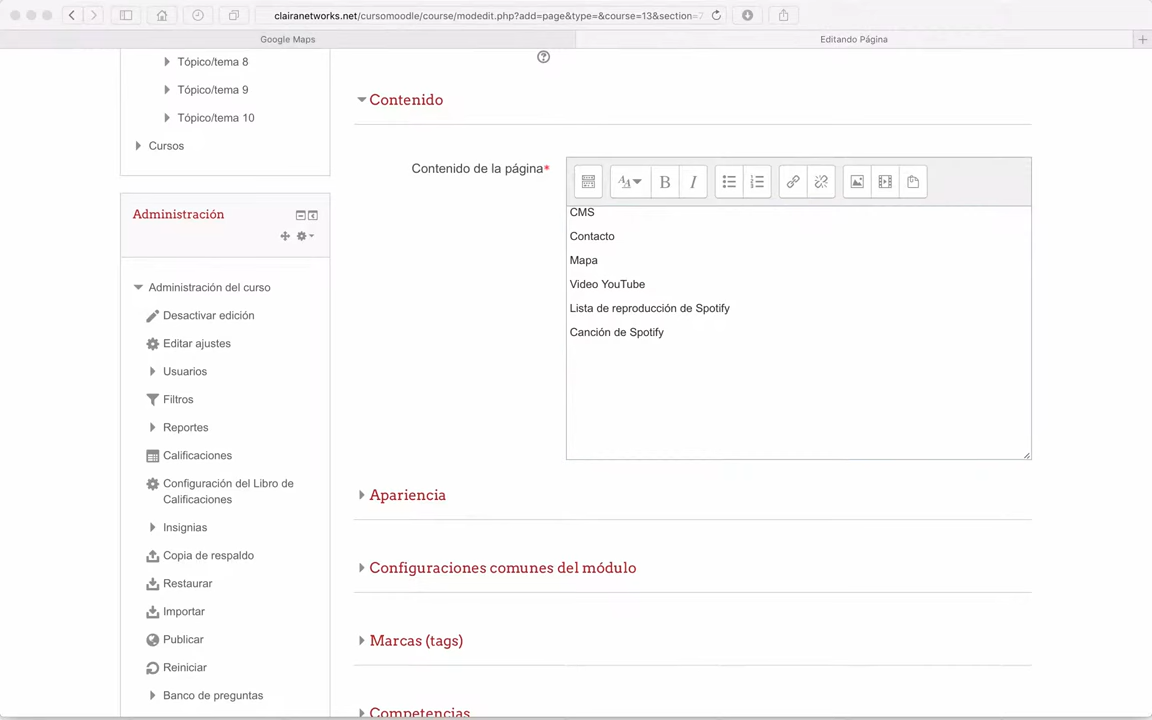 clairanetworks.net/cursomoodle/course/modedit.php?add=page&type=&course=13&section=7
Google Maps
Editando Página
Tópico/tema 8
Tópico/tema 9
Tópico/tema 10
Cursos
Administración
Administración del curso
Desactivar edición
Editar ajustes
Usuarios
Filtros
Reportes
Calificaciones
Configuración del Libro de
Calificaciones
Insignias
Copia de respaldo
Restaurar
Importar
Publicar
Reiniciar
Banco de preguntas
Contenido
Contenido de la página*
CMS
Contacto
Mapa
Video YouTube
Lista de reproducción de Spotify
Canción de Spotify
Apariencia
Configuraciones comunes del módulo
Marcas (tags)
Competencias